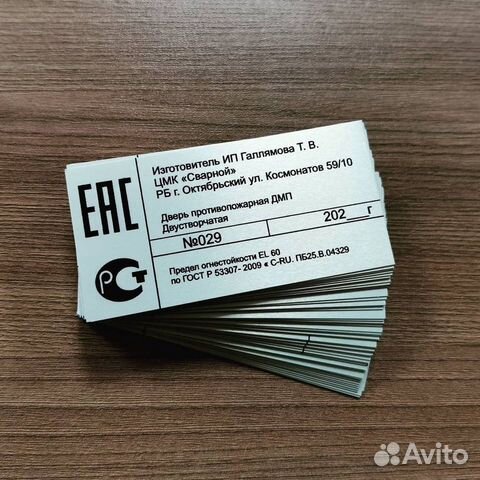 ЕАС
РСТ
Изготовитель ИП Галлямова Т. В.
ЦМК «Сварной»
РБ г. Октябрьский ул. Космонатов 59/10
Дверь противопожарная ДМП
Двустворчатая
№029 202__г
Предел огнестойкости EL 60
по ГОСТ Р 53307- 2009 « C-RU. ПБ25.В.04329
Avito